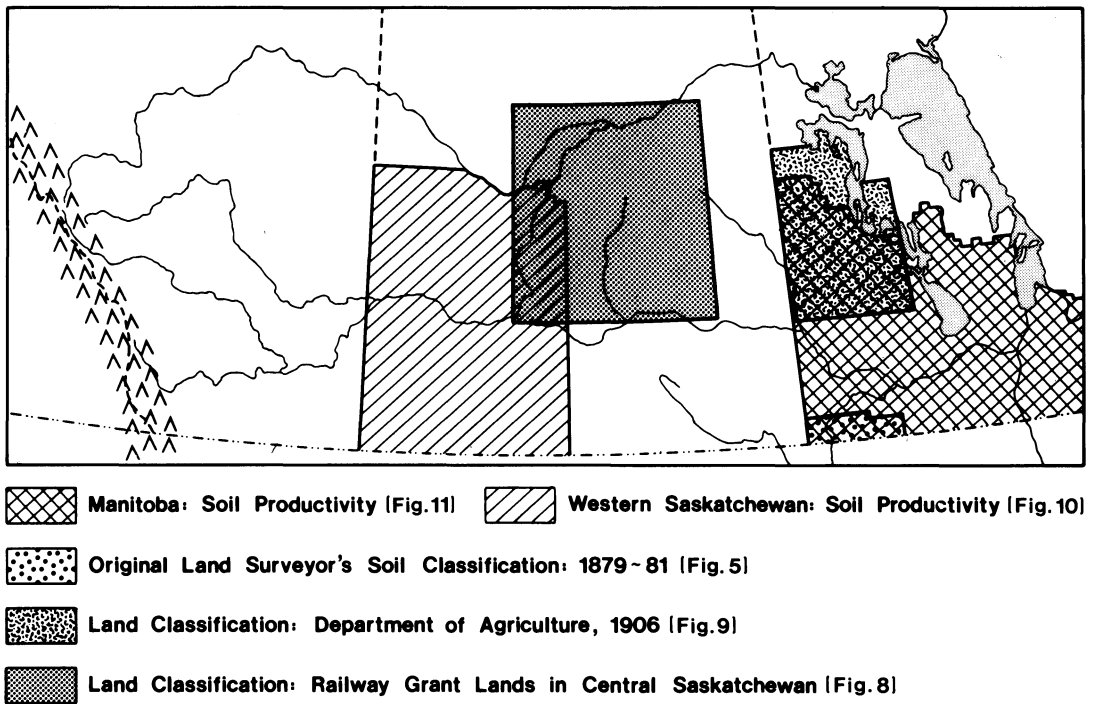 Manitoba: Soil Productivity (Fig.11) Western Saskatchewan: Soil Productivity (Fig.10)
Original Land Surveyor's Soil Classification: 1879~81 (Fig.5)
Land Classification: Department of Agriculture, 1906 (Fig.9)
Land Classification: Railway Grant Lands in Central Saskatchewan (Fig.8)